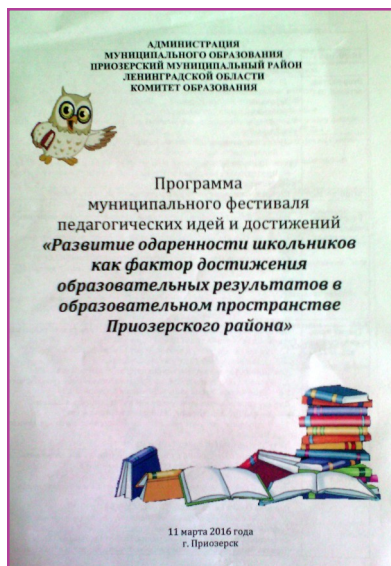 АДМИНИСТРАЦИЯ
МУНИЦИПАЛЬНОГО ОБРАЗОВАНИЯ
ПРИОЗЕРСКИЙ МУНИЦИПАЛЬНЫЙ РАЙОН
ЛЕНИНГРАДСКОЙ ОБЛАСТИ
КОМИТЕТ ОБРАЗОВАНИЯ
Программа
муниципального фестиваля
педагогических идей и достижений
«Развитие одаренности школьников
как фактор достижения
образовательных результатов в
образовательном пространстве
Приозерского района»
11 марта 2016 года
г. Приозерск